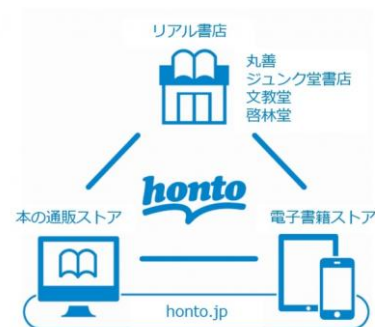 リアル書店
丸善
ジュンク堂書店
文教堂
啓林堂
honto
本の通販ストア
電子書籍ストア
honto.jp